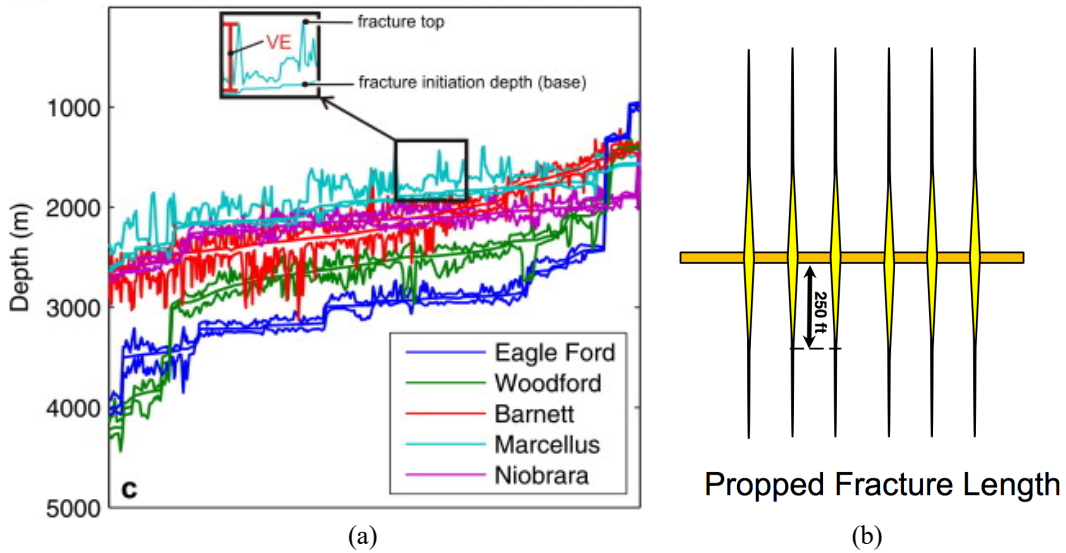 fracture top
VE
fracture initiation depth (base)
1000
2000
3000
4000
5000
Depth (m)
Eagle Ford
Woodford
Barnett
Marcellus
Niobrara
c
(a)
250 ft
Propped Fracture Length
(b)